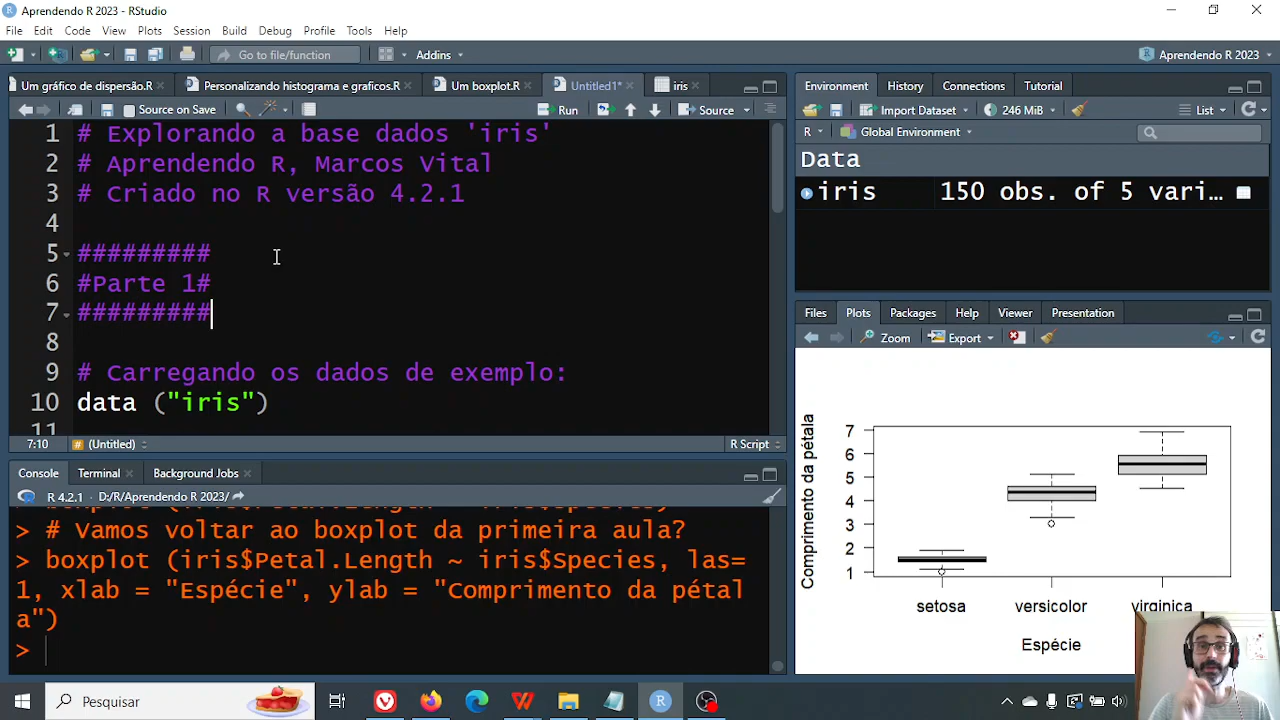 Aprendendo R 2023 - RStudio
File Edit Code View Plots Session Build Debug Profile Tools Help
Go to file/function
Addins
Aprendendo R 2023
Um gráfico de dispersão.R
Personalizando histograma e graficos.R
Um boxplot.R
Untitled1*
iris
Source on Save
Run
Source
1 # Explorando a base dados 'iris'
2 # Aprendendo R, Marcos Vital
3 # Criado no R versão 4.2.1
4
5 #########
6 #Parte 1#
7 #########
8
9 # Carregando os dados de exemplo:
10 data ("iris")
11
7:10 # (Untitled) R Script
Console Terminal Background Jobs
R 4.2.1 · D:/R/Aprendendo R 2023/
> boxplot (iris$Petal.Length ~ iris$Species)
> # Vamos voltar ao boxplot da primeira aula?
> boxplot (iris$Petal.Length ~ iris$Species, las=
1, xlab = "Espécie", ylab = "Comprimento da pétal
a")
>
Environment History Connections Tutorial
Import Dataset 246 MiB List
R Global Environment
Data
iris 150 obs. of 5 vari…
Files Plots Packages Help Viewer Presentation
Zoom Export
Comprimento da pétala
7
6
5
4
3
2
1
setosa versicolor virginica
Espécie
Pesquisar